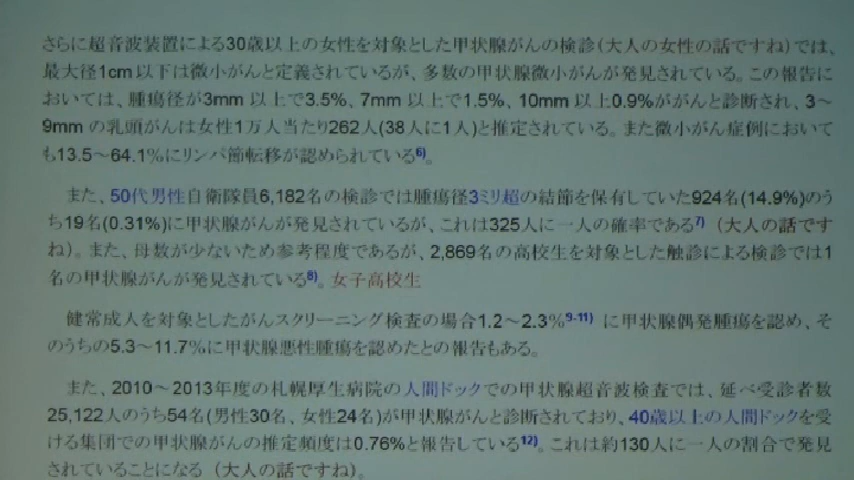 さらに超音波装置による30歳以上の女性を対象とした甲状腺がんの検診（大人の女性の話ですね）では、
最大径1cm以下は微小がんと定義されているが、多数の甲状腺微小がんが発見されている。この報告に
おいては、腫瘍径が3mm 以上で3.5%、7mm 以上で1.5%、10mm 以上0.9%ががんと診断され、3～
9mm の乳頭がんは女性1万人当たり262人(38人に1人)と推定されている。また微小がん症例において
も13.5～64.1%にリンパ節転移が認められている6)。
また、50代男性自衛隊員6,182名の検診では腫瘍径3ミリ超の結節を保有していた924名(14.9%)のう
ち19名(0.31%)に甲状腺がんが発見されているが、これは325人に一人の確率である7)（大人の話です
ね）。また、母数が少ないため参考程度であるが、2,869名の高校生を対象とした触診による検診では1
名の甲状腺がんが発見されている8)。女子高校生
健常成人を対象としたがんスクリーニング検査の場合1.2～2.3%9-11) に甲状腺偶発腫瘍を認め、そ
のうちの5.3～11.7%に甲状腺悪性腫瘍を認めたとの報告もある。
また、2010～2013年度の札幌厚生病院の人間ドックでの甲状腺超音波検査では、延べ受診者数
25,122人のうち54名(男性30名、女性24名)が甲状腺がんと診断されており、40歳以上の人間ドックを受
ける集団での甲状腺がんの推定頻度は0.76%と報告している12)。これは約130人に一人の割合で発見
されていることになる（大人の話ですね）。